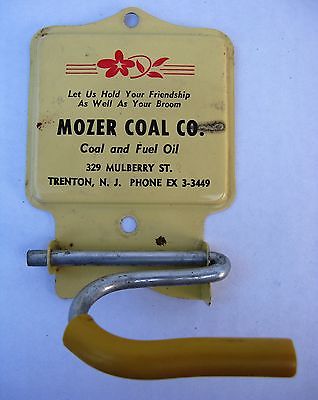 Let Us Hold Your Friendship
As Well As Your Broom
MOZER COAL CO.
Coal and Fuel Oil
329 MULBERRY ST.
TRENTON, N. J. PHONE EX 3-3449